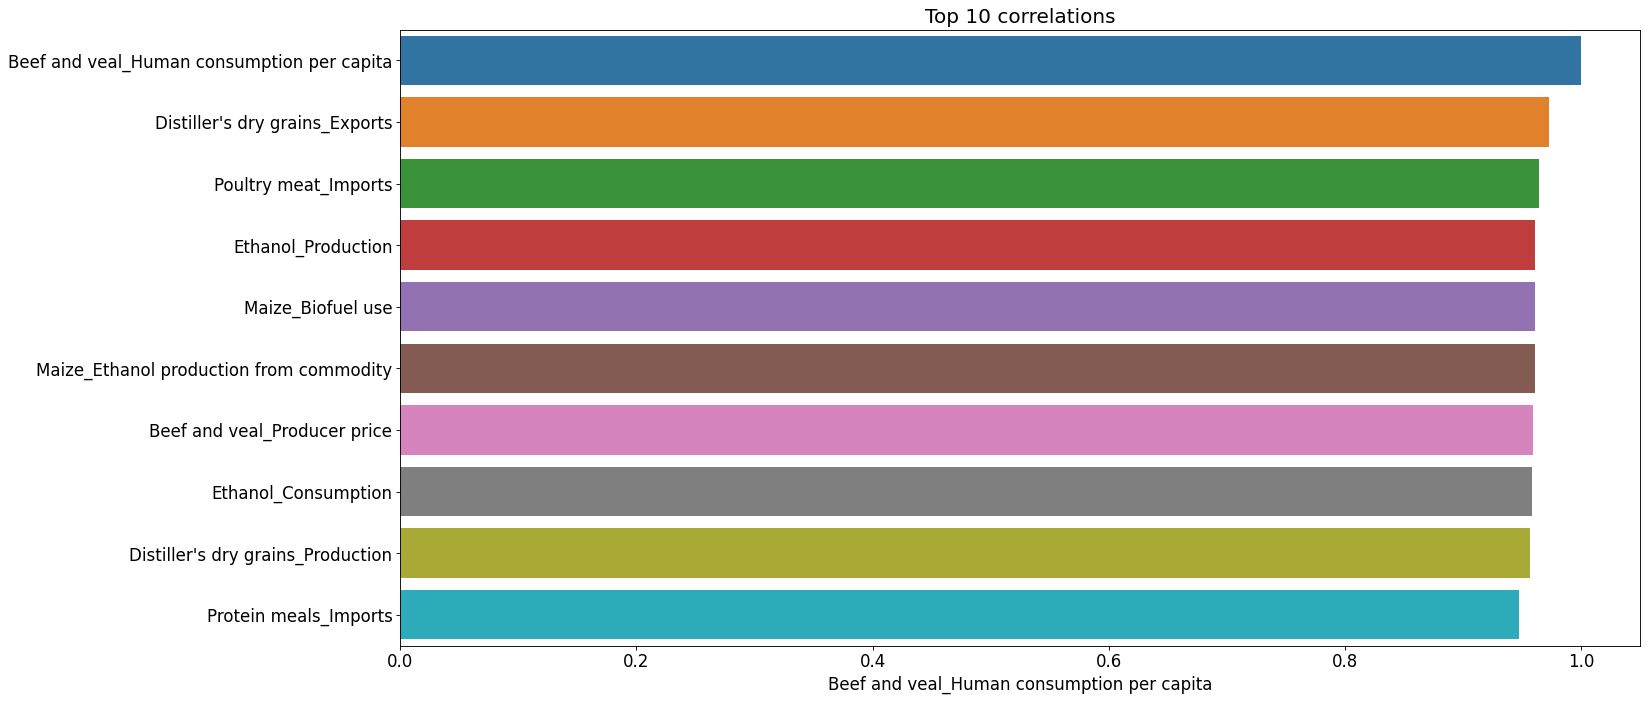 Top 10 correlations
Beef and veal_Human consumption per capita
Distiller's dry grains_Exports
Poultry meat_Imports
Ethanol_Production
Maize_Biofuel use
Maize_Ethanol production from commodity
Beef and veal_Producer price
Ethanol_Consumption
Distiller's dry grains_Production
Protein meals_Imports
0.0 0.2 0.4 0.6 0.8 1.0
Beef and veal_Human consumption per capita